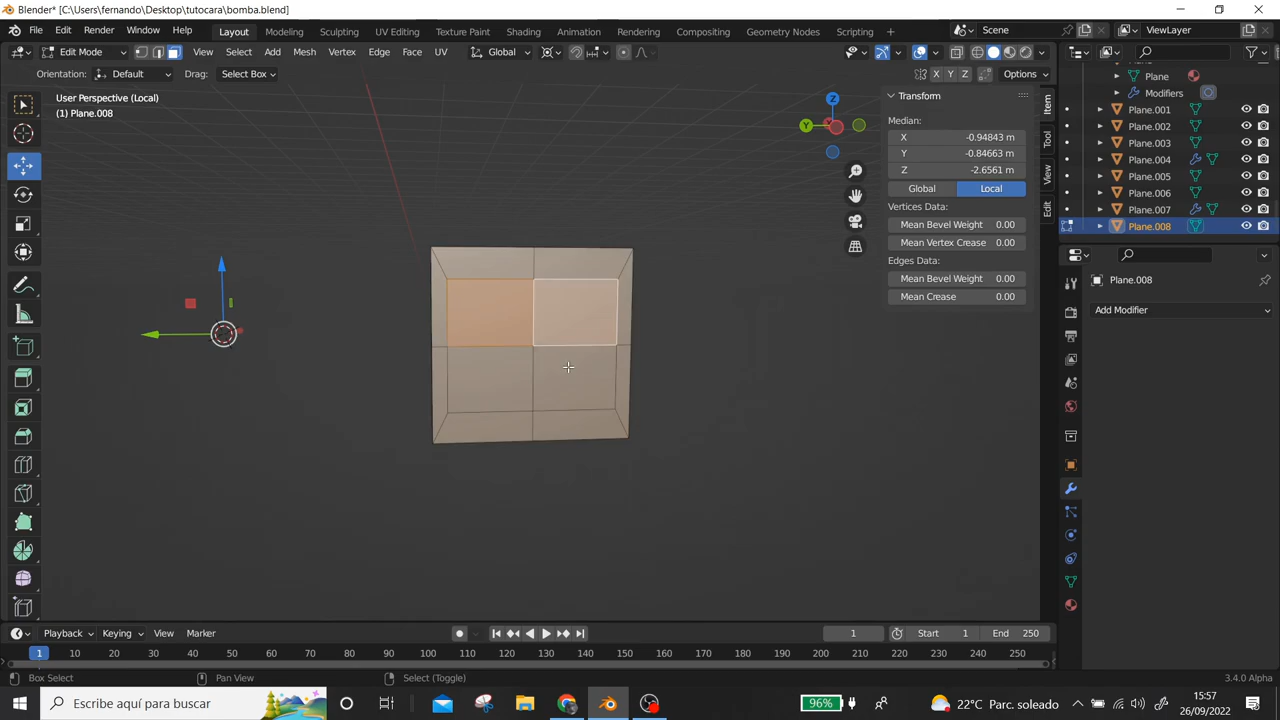 Blender* [C:\Users\fernando\Desktop\tutocara\bomba.blend]
File Edit Render Window Help Layout Modeling Sculpting UV Editing Texture Paint Shading Animation Rendering Compositing Geometry Nodes Scripting Scene ViewLayer
Edit Mode View Select Add Mesh Vertex Edge Face UV Global
Orientation: Default Drag: Select Box X Y Z Options
User Perspective (Local)
(1) Plane.008
Z
Y
Transform
Median:
X -0.94843 m
Y -0.84663 m
Z -2.6561 m
Global Local
Vertices Data:
Mean Bevel Weight 0.00
Mean Vertex Crease 0.00
Edges Data:
Mean Bevel Weight 0.00
Mean Crease 0.00
Item
Tool
View
Edit
Plane
Modifiers
Plane.001
Plane.002
Plane.003
Plane.004
Plane.005
Plane.006
Plane.007
Plane.008
Plane.008
Add Modifier
Playback Keying View Marker 1 Start 1 End 250
1 10 20 30 40 50 60 70 80 90 100 110 120 130 140 150 160 170 180 190 200 210 220 230 240 250
Box Select Pan View Select (Toggle) 3.4.0 Alpha
Escribe aquí para buscar 96% 22°C Parc. soleado 15:57
26/09/2022